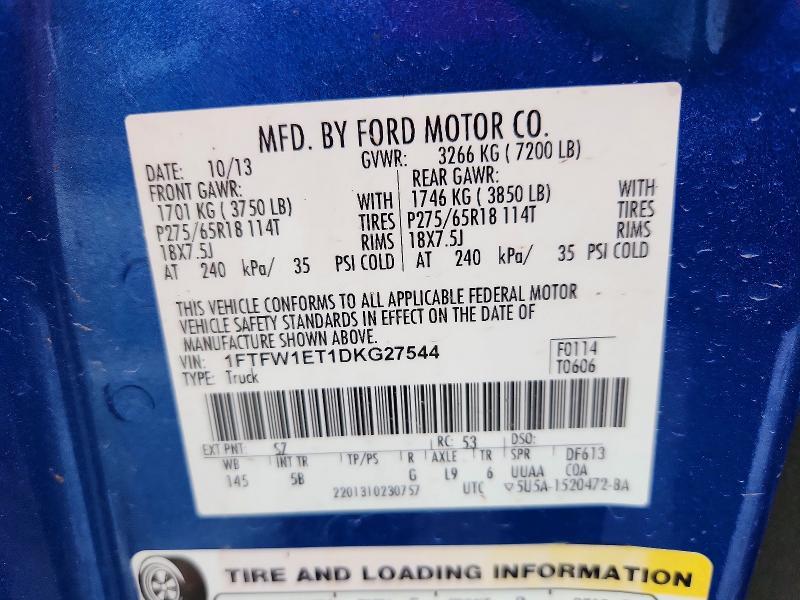 MFD. BY FORD MOTOR CO.
DATE: 10/13 GVWR: 3266 KG ( 7200 LB)
FRONT GAWR: REAR GAWR:
1701 KG ( 3750 LB) WITH 1746 KG ( 3850 LB) WITH
P275/65R18 114T TIRES P275/65R18 114T TIRES
18X7.5J RIMS 18X7.5J RIMS
AT 240 kPa/ 35 PSI COLD AT 240 kPa/ 35 PSI COLD
THIS VEHICLE CONFORMS TO ALL APPLICABLE FEDERAL MOTOR
VEHICLE SAFETY STANDARDS IN EFFECT ON THE DATE OF
MANUFACTURE SHOWN ABOVE.
VIN: 1FTFW1ET1DKG27544 F0114
TYPE: Truck T0606
EXT PNT: SZ RC: 53 DSO:
WB INT TR TP/PS R AXLE TR SPR DF613
145 5B G L9 6 UUAA COA
2201310230757 UTC ▽5U5A-1520472-BA
TIRE AND LOADING INFORMATION